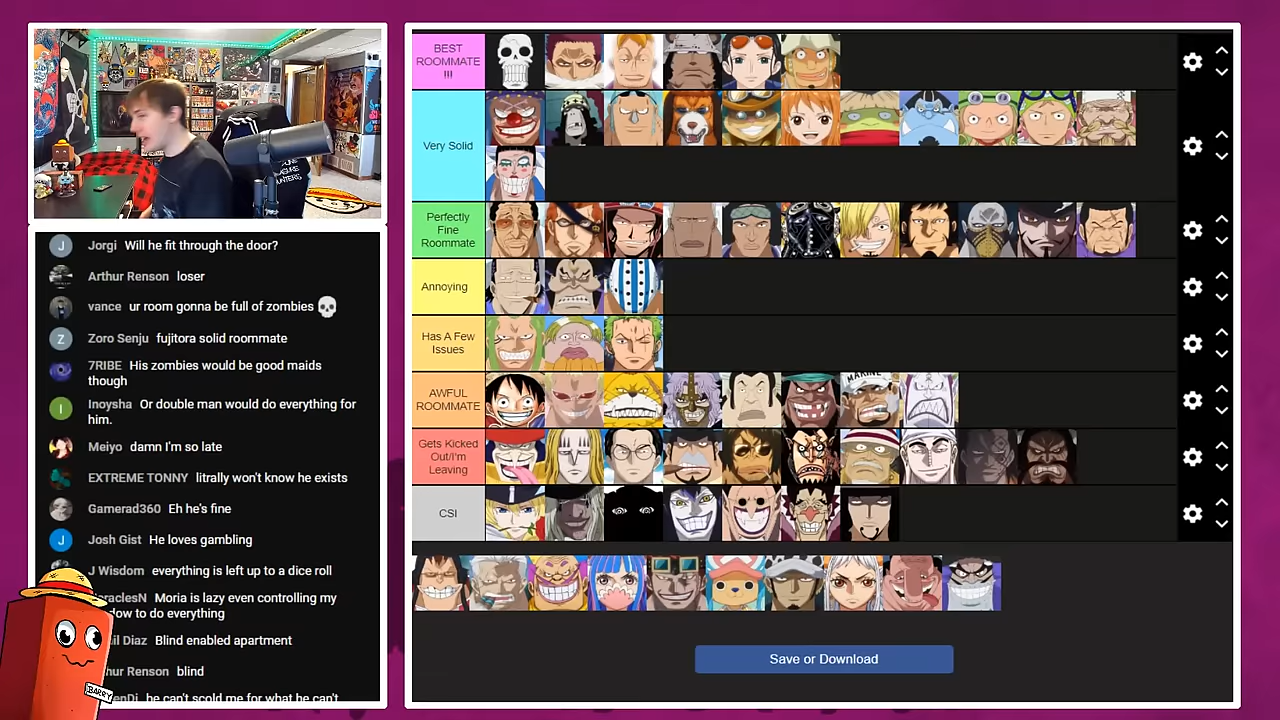 BEST
ROOMMATE
!!!
Very Solid
Perfectly
Fine
Roommate
Annoying
Has A Few
Issues
AWFUL
ROOMMATE
MARINE
Gets Kicked
Out/I'm
Leaving
CSI
Save or Download
J Jorgi Will he fit through the door?
Arthur Renson loser
vance ur room gonna be full of zombies
Z Zoro Senju fujitora solid roommate
7RIBE His zombies would be good maids
though
I Inoysha Or double man would do everything for
him.
Meiyo damn I'm so late
EXTREME TONNY litrally won't know he exists
Gamerad360 Eh he's fine
J Josh Gist He loves gambling
J Wisdom everything is left up to a dice roll
Moria is lazy even controlling my
to do everything
Diaz Blind enabled apartment
Renson blind
he can't scold me for what he can't
BARRY